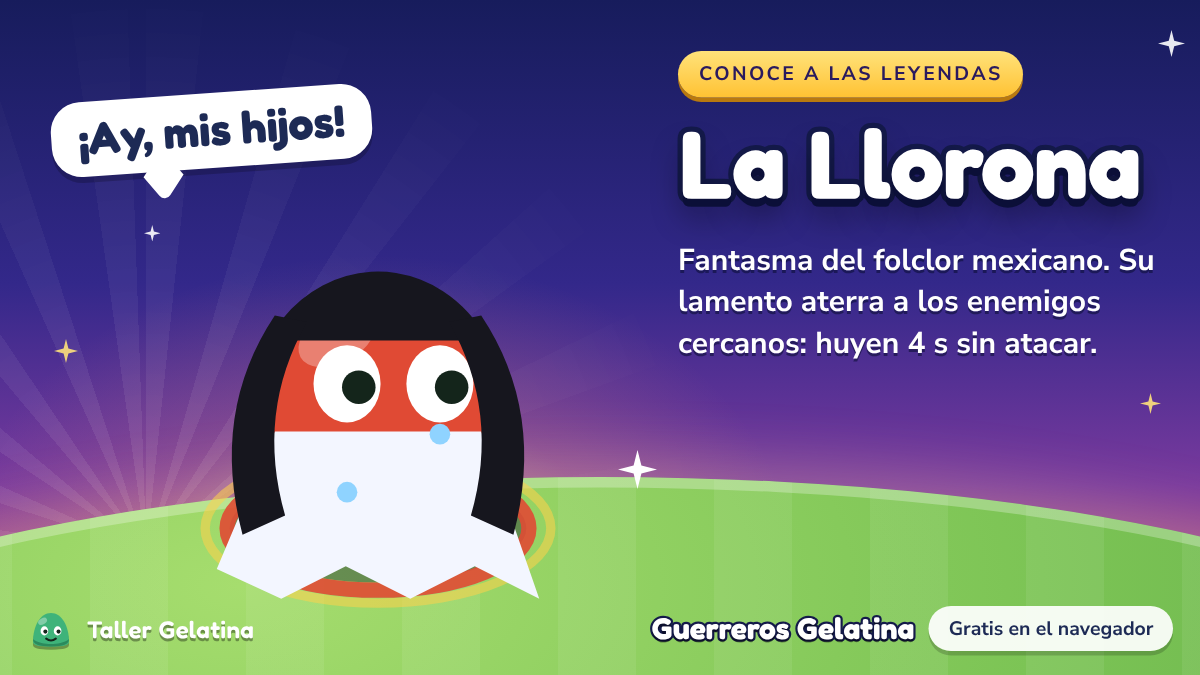 ¡Ay, mis hijos!
CONOCE A LAS LEYENDAS
La Llorona
Fantasma del folclor mexicano. Su
lamento aterra a los enemigos
cercanos: huyen 4 s sin atacar.
Taller Gelatina
Guerreros Gelatina
Gratis en el navegador